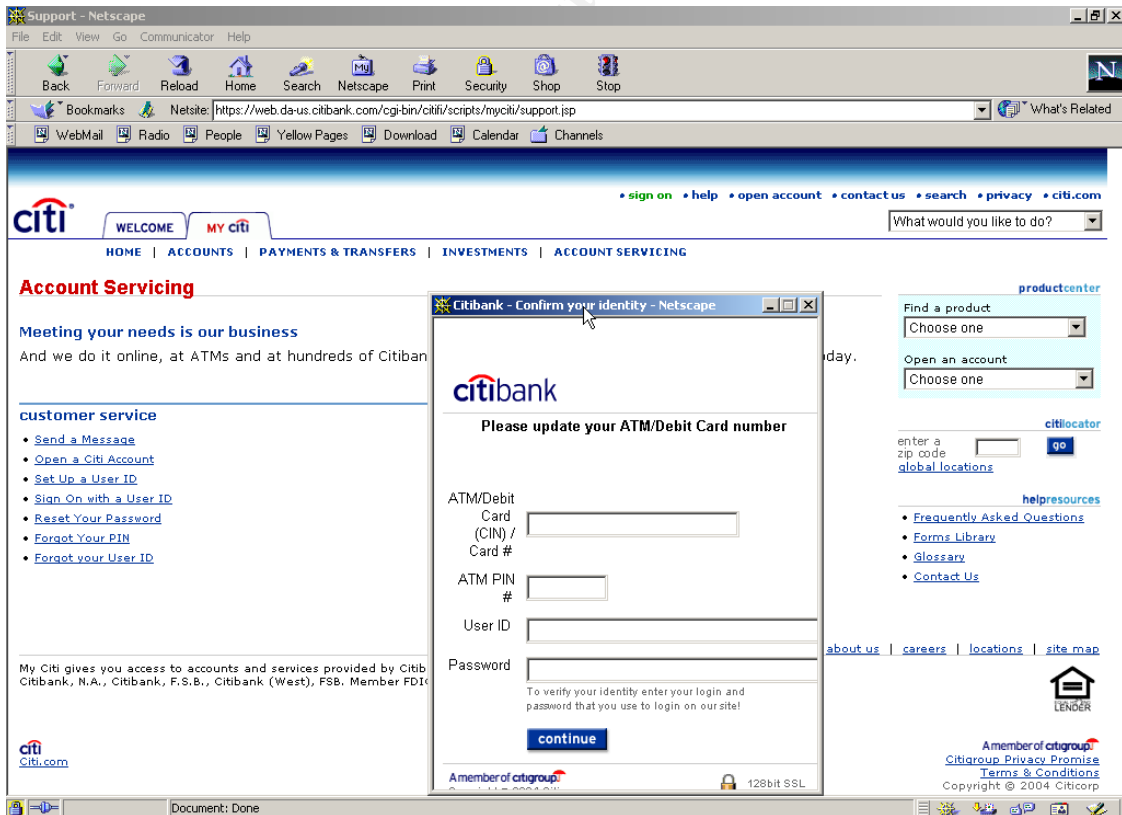 Support - Netscape
File Edit View Go Communicator Help
Back Forward Reload Home Search Netscape Print Security Shop Stop
My
N
Bookmarks Netsite: https://web.da-us.citibank.com/cgi-bin/citifi/scripts/myciti/support.jsp What's Related
WebMail Radio People Yellow Pages Download Calendar Channels
• sign on • help • open account • contact us • search • privacy • citi.com
citi
WELCOME MY citi
What would you like to do?
HOME | ACCOUNTS | PAYMENTS & TRANSFERS | INVESTMENTS | ACCOUNT SERVICING
Account Servicing
Meeting your needs is our business
And we do it online, at ATMs and at hundreds of Citiban
day.
customer service
• Send a Message
• Open a Citi Account
• Set Up a User ID
• Sign On with a User ID
• Reset Your Password
• Forgot Your PIN
• Forgot your User ID
Citibank - Confirm your identity - Netscape
citibank
Please update your ATM/Debit Card number
ATM/Debit
Card
(CIN) /
Card #
ATM PIN
#
User ID
Password
To verify your identity enter your login and
password that you use to login on our site!
continue
A member of citigroup
128bit SSL
productcenter
Find a product
Choose one
Open an account
Choose one
citilocator
enter a
zip code
go
global locations
helpresources
• Frequently Asked Questions
• Forms Library
• Glossary
• Contact Us
about us | careers | locations | site map
My Citi gives you access to accounts and services provided by Citib
Citibank, N.A., Citibank, F.S.B., Citibank (West), FSB. Member FDI
LENDER
citi
Citi.com
A member of citigroup
Citigroup Privacy Promise
Terms & Conditions
Copyright © 2004 Citicorp
Document: Done